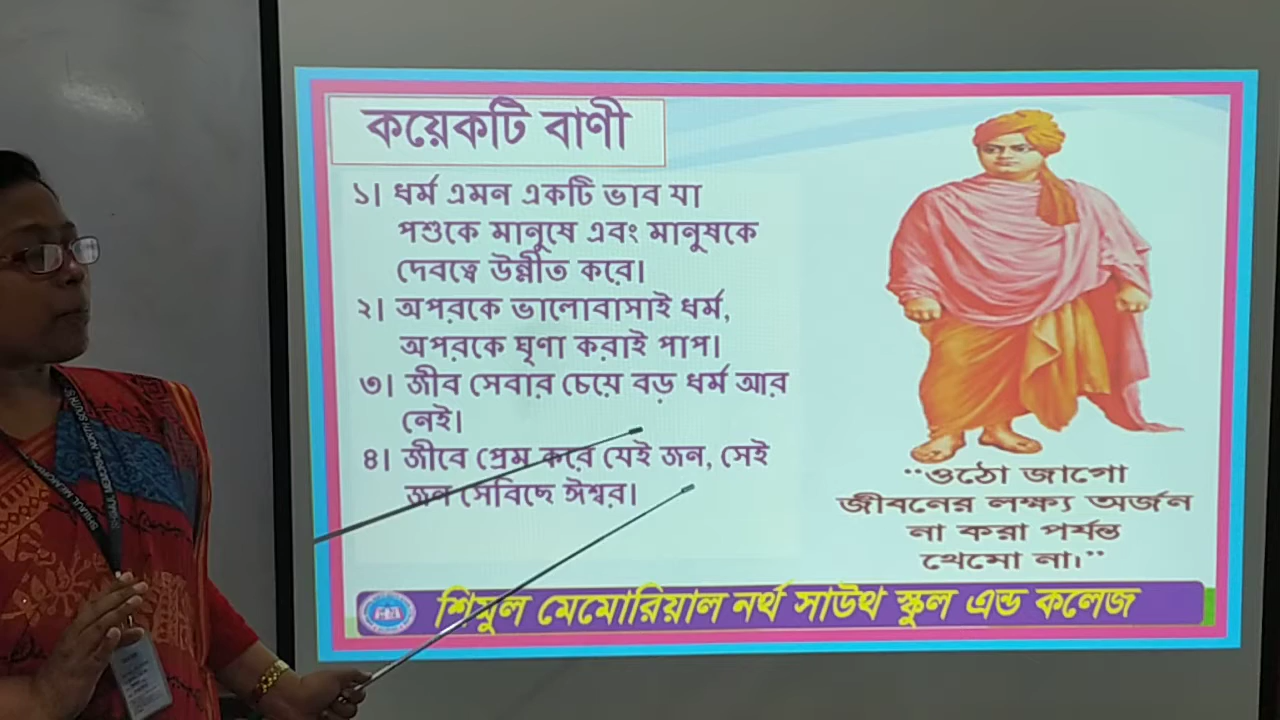 কয়েকটি বাণী
১। ধর্ম এমন একটি ভাব যা
পশুকে মানুষে এবং মানুষকে
দেবত্বে উন্নীত করে।
২। অপরকে ভালোবাসাই ধর্ম,
অপরকে ঘৃণা করাই পাপ।
৩। জীব সেবার চেয়ে বড় ধর্ম আর
নেই।
৪। জীবে প্রেম করে যেই জন, সেই
জন সেবিছে ঈশ্বর।
“ওঠো জাগো
জীবনের লক্ষ্য অর্জন
না করা পর্যন্ত
থেমো না।”
শিমুল মেমোরিয়াল নর্থ সাউথ স্কুল এন্ড কলেজ